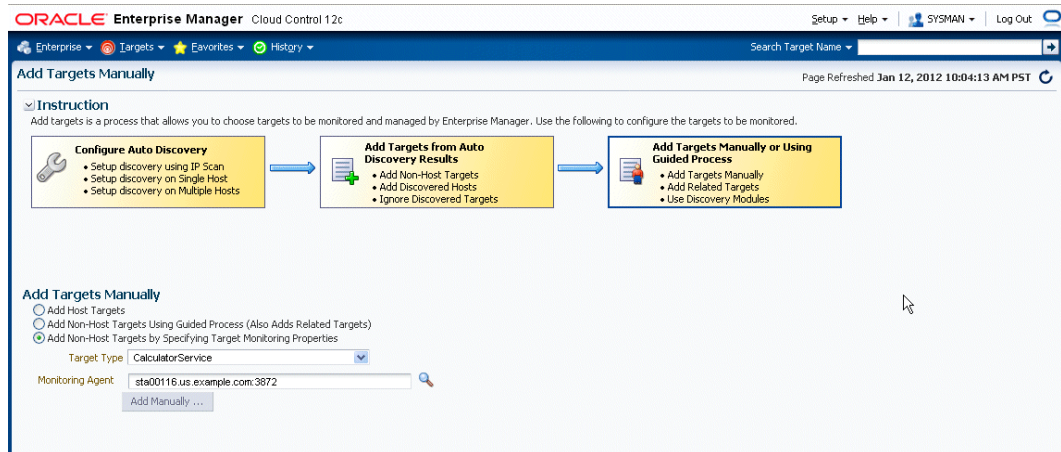 ORACLE Enterprise Manager Cloud Control 12c
Setup Help SYSMAN Log Out
Enterprise Targets Favorites History
Search Target Name
Add Targets Manually
Page Refreshed Jan 12, 2012 10:04:13 AM PST
Instruction
Add targets is a process that allows you to choose targets to be monitored and managed by Enterprise Manager. Use the following to configure the targets to be monitored.
Configure Auto Discovery
• Setup discovery using IP Scan
• Setup discovery on Single Host
• Setup discovery on Multiple Hosts
Add Targets from Auto
Discovery Results
• Add Non-Host Targets
• Add Discovered Hosts
• Ignore Discovered Targets
Add Targets Manually or Using
Guided Process
• Add Targets Manually
• Add Related Targets
• Use Discovery Modules
Add Targets Manually
Add Host Targets
Add Non-Host Targets Using Guided Process (Also Adds Related Targets)
Add Non-Host Targets by Specifying Target Monitoring Properties
Target Type CalculatorService
Monitoring Agent sta00116.us.example.com:3872
Add Manually ...